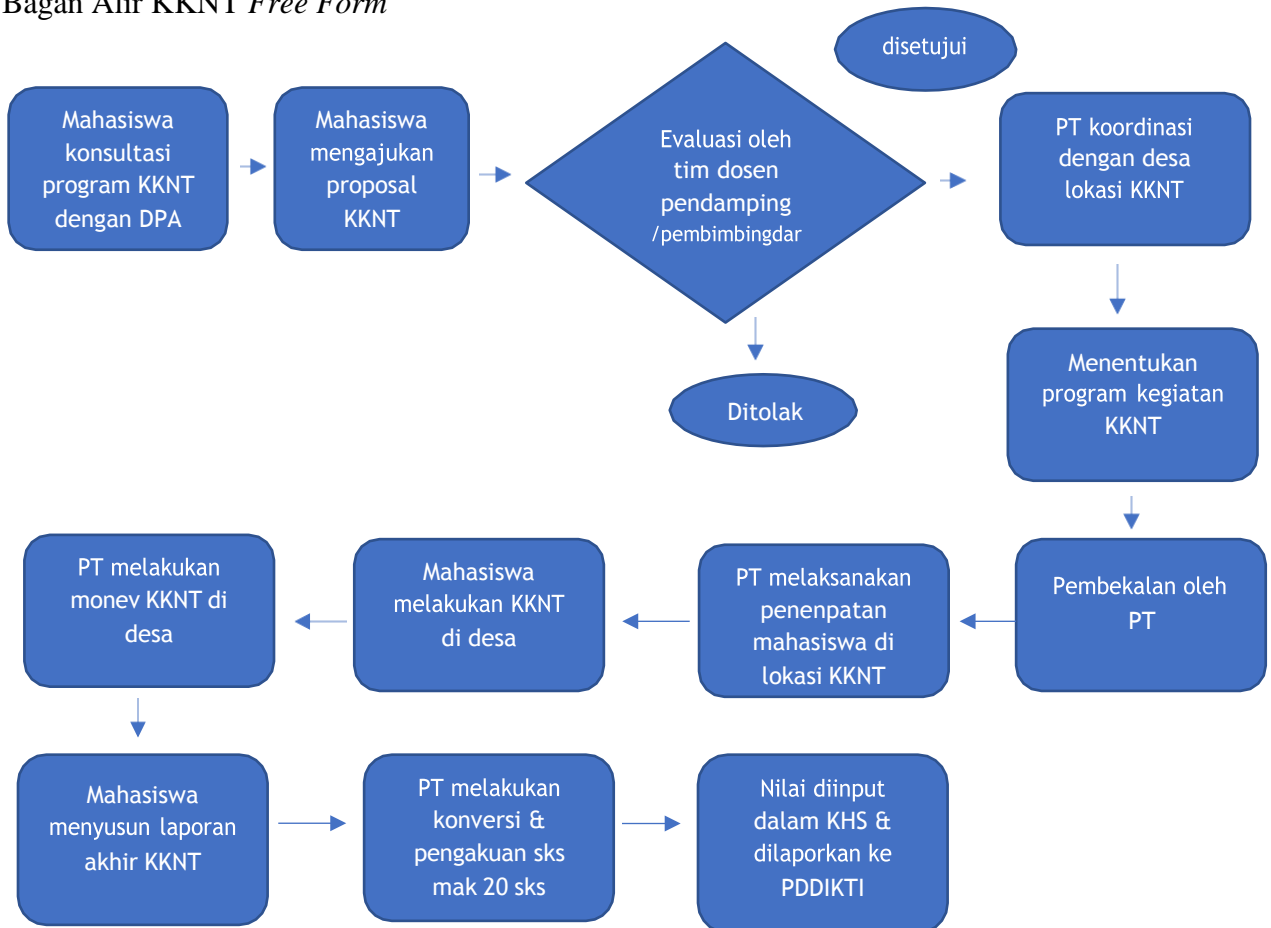 Bagan Alir KKNT Free Form
disetujui
Mahasiswa
konsultasi
program KKNT
dengan DPA
Mahasiswa
mengajukan
proposal
KKNT
Evaluasi oleh
tim dosen
pendamping
/pembimbingdar
PT koordinasi
dengan desa
lokasi KKNT
Ditolak
Menentukan
program kegiatan
KKNT
Pembekalan oleh
PT
PT melaksanakan
penenpatan
mahasiswa di
lokasi KKNT
Mahasiswa
melakukan KKNT
di desa
PT melakukan
monev KKNT di
desa
Mahasiswa
menyusun laporan
akhir KKNT
PT melakukan
konversi &
pengakuan sks
mak 20 sks
Nilai diinput
dalam KHS &
dilaporkan ke
PDDIKTI